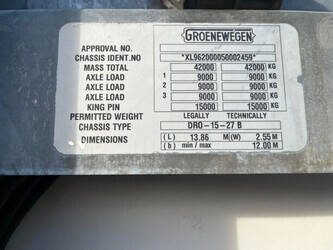 GROENEWEGEN
APPROVAL NO.
CHASSIS IDENT.NO *XL962000050002459*
MASS TOTAL 42000 42000 KG
AXLE LOAD 1 9000 9000 KG
AXLE LOAD 2 9000 9000 KG
AXLE LOAD 3 9000 9000 KG
KING PIN 15000 15000 KG
PERMITTED WEIGHT LEGALLY TECHNICALLY
CHASSIS TYPE DRO-15-27 B
DIMENSIONS (L) 13.86 M (W) 2.55 M
(b) min / max 12.00 M